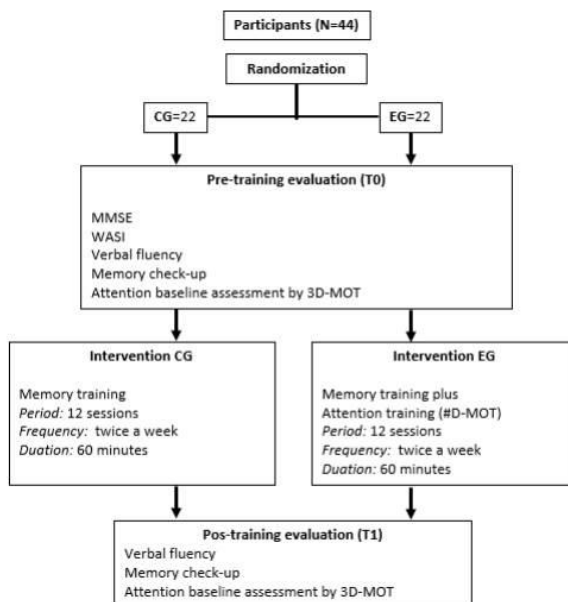 Participants (N=44)
Randomization
CG=22
EG=22
Pre-training evaluation (T0)
MMSE
WASI
Verbal fluency
Memory check-up
Attention baseline assessment by 3D-MOT
Intervention CG
Memory training
Period: 12 sessions
Frequency: twice a week
Duation: 60 minutes
Intervention EG
Memory training plus
Attention training (#D-MOT)
Period: 12 sessions
Frequency: twice a week
Duation: 60 minutes
Pos-training evaluation (T1)
Verbal fluency
Memory check-up
Attention baseline assessment by 3D-MOT